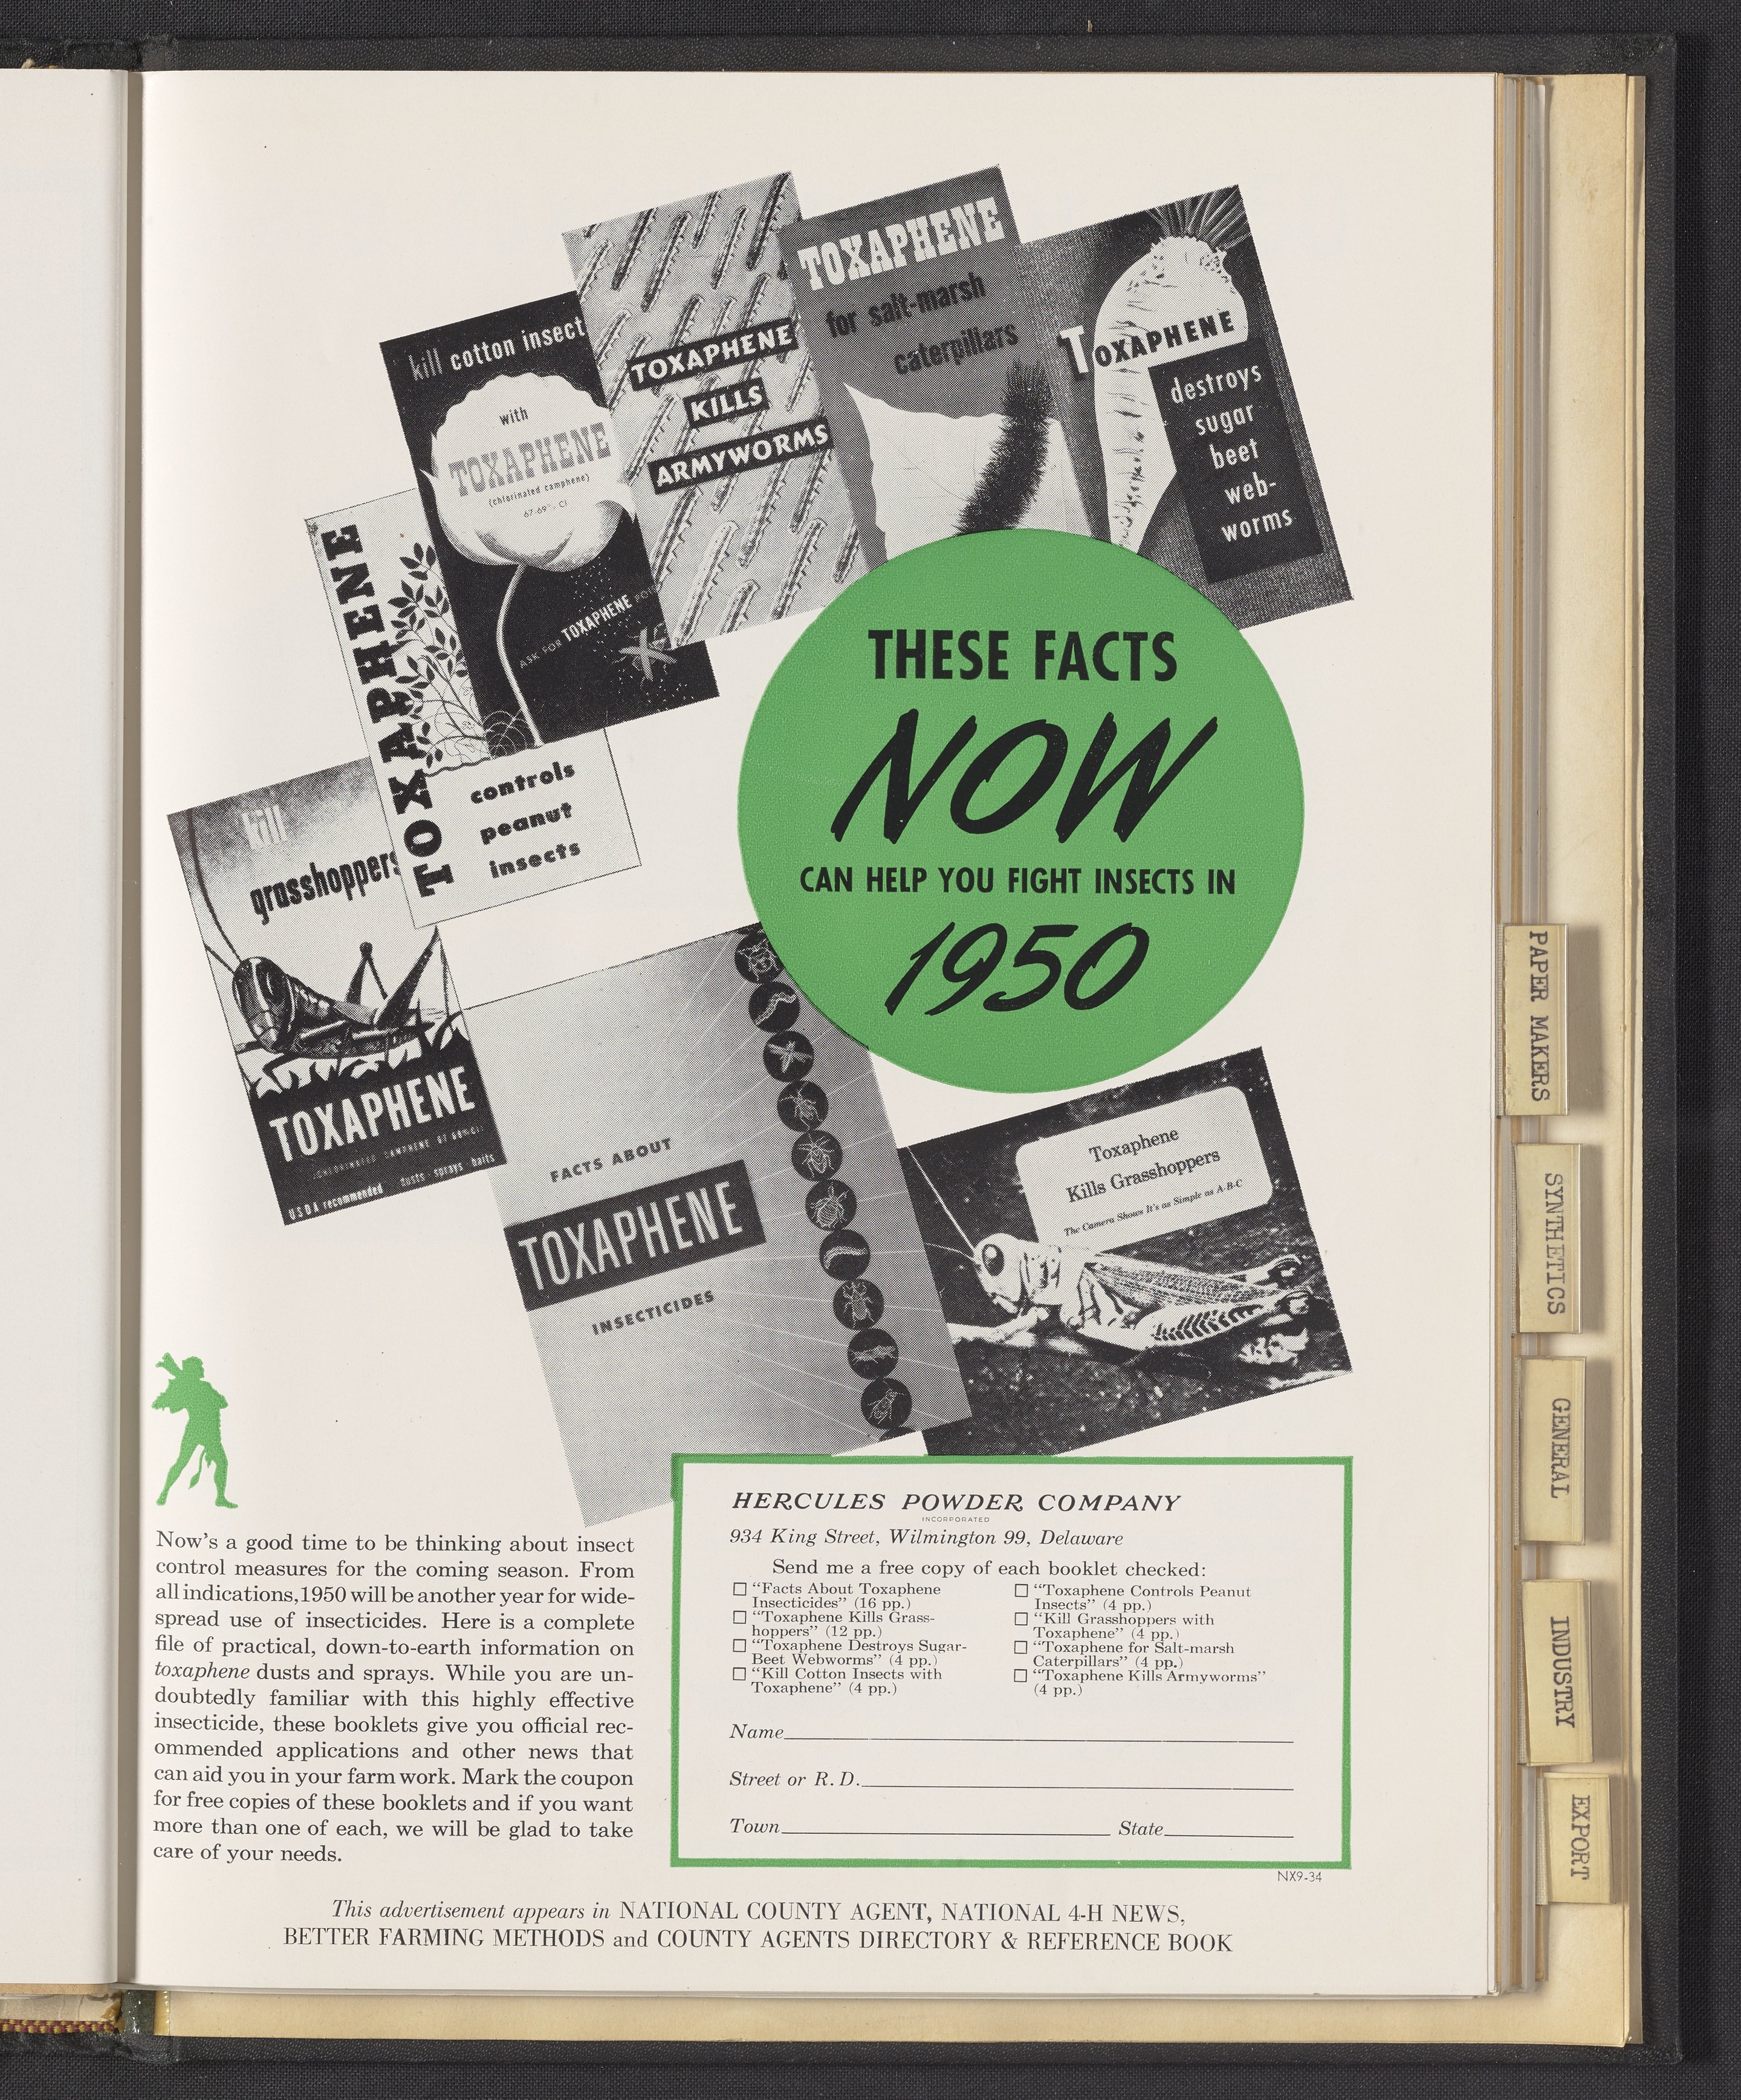 kill cotton insect
with
TOXAPHENE
(chlorinated camphene)
67-69% Cl
ASK FOR TOXAPHENE
TOXAPHENE
KILLS
ARMYWORMS
TOXAPHENE
for salt-marsh
caterpillars
TOXAPHENE
destroys
sugar
beet
web-
worms
TOXAPHENE
controls
peanut
insects
kill
grasshoppers
TOXAPHENE
CHLORINATED CAMPHENE 67-69% Cl
dusts · sprays · baits
USDA recommended
THESE FACTS
NOW
CAN HELP YOU FIGHT INSECTS IN
1950
FACTS ABOUT
TOXAPHENE
INSECTICIDES
Toxaphene
Kills Grasshoppers
The Camera Shows It's as Simple as A-B-C
Now's a good time to be thinking about insect
control measures for the coming season. From
all indications, 1950 will be another year for wide-
spread use of insecticides. Here is a complete
file of practical, down-to-earth information on
toxaphene dusts and sprays. While you are un-
doubtedly familiar with this highly effective
insecticide, these booklets give you official rec-
ommended applications and other news that
can aid you in your farm work. Mark the coupon
for free copies of these booklets and if you want
more than one of each, we will be glad to take
care of your needs.
HERCULES POWDER COMPANY
INCORPORATED
934 King Street, Wilmington 99, Delaware
Send me a free copy of each booklet checked:
"Facts About Toxaphene
Insecticides" (16 pp.)
"Toxaphene Kills Grass-
hoppers" (12 pp.)
"Toxaphene Destroys Sugar-
Beet Webworms" (4 pp.)
"Kill Cotton Insects with
Toxaphene" (4 pp.)
"Toxaphene Controls Peanut
Insects" (4 pp.)
"Kill Grasshoppers with
Toxaphene" (4 pp.)
"Toxaphene for Salt-marsh
Caterpillars" (4 pp.)
"Toxaphene Kills Armyworms"
(4 pp.)
Name
Street or R. D.
Town State
NX9-34
This advertisement appears in NATIONAL COUNTY AGENT, NATIONAL 4-H NEWS,
BETTER FARMING METHODS and COUNTY AGENTS DIRECTORY & REFERENCE BOOK
PAPER MAKERS
SYNTHETICS
GENERAL
INDUSTRY
EXPORT